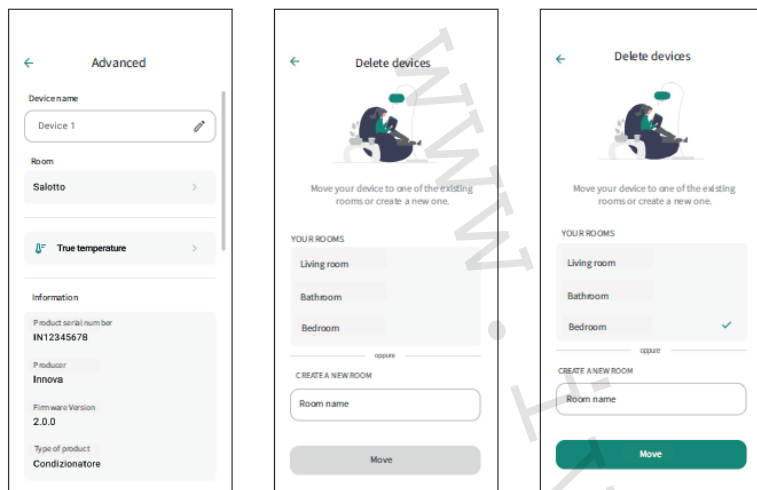 Advanced
Device name
Device 1
Room
Salotto
True temperature
Information
Product serial number
IN12345678
Producer
Innova
Firmware Version
2.0.0
Type of product
Condizionatore
Delete devices
Move your device to one of the existing
rooms or create a new one.
YOUR ROOMS
Living room
Bathroom
Bedroom
oppure
CREATE A NEW ROOM
Room name
Move
Delete devices
Move your device to one of the existing
rooms or create a new one.
YOUR ROOMS
Living room
Bathroom
Bedroom
oppure
CREATE A NEW ROOM
Room name
Move